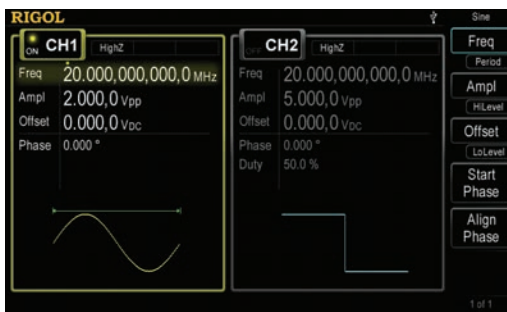 RIGOL
Sine
ON CH1 HighZ
Freq 20.000,000,000,0 MHz
Ampl 2.000,0 Vpp
Offset 0.000,0 VDC
Phase 0.000 °
OFF CH2 HighZ
Freq 20.000,000,000,0 MHz
Ampl 5.000,0 Vpp
Offset 0.000,0 VDC
Phase 0.000 °
Duty 50.0 %
Freq
Period
Ampl
HiLevel
Offset
LoLevel
Start
Phase
Align
Phase
1 of 1